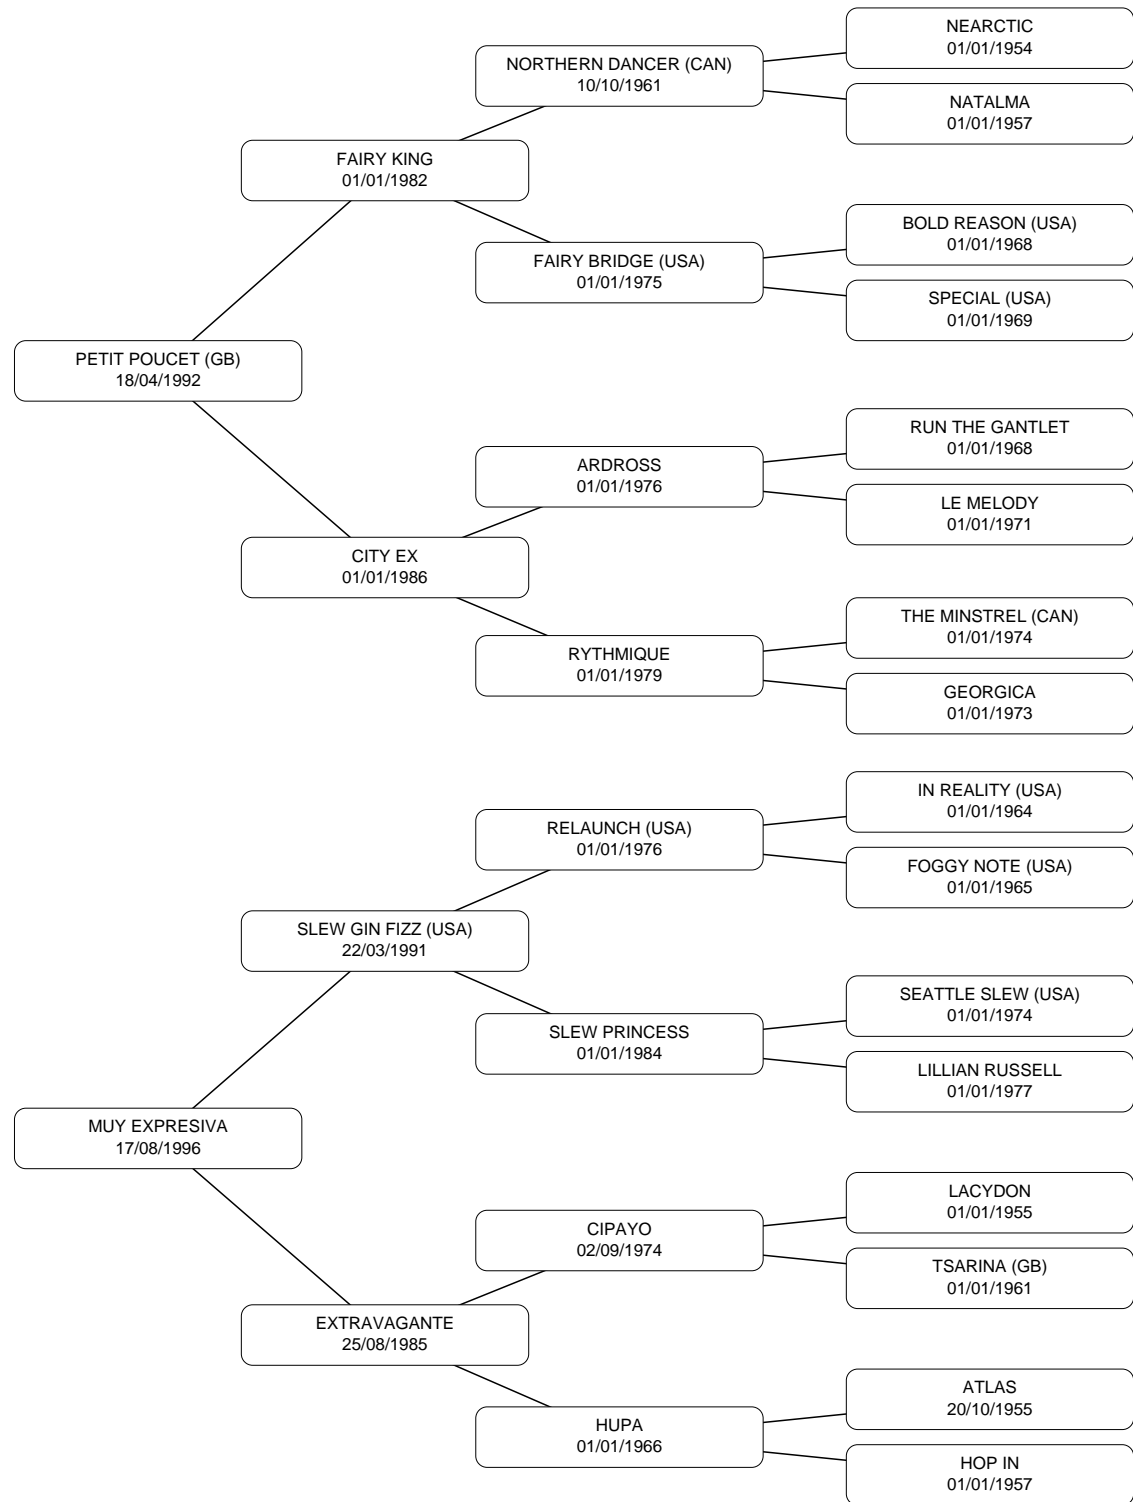 NEARCTIC
01/01/1954
NORTHERN DANCER (CAN)
10/10/1961
NATALMA
01/01/1957
FAIRY KING
01/01/1982
BOLD REASON (USA)
01/01/1968
FAIRY BRIDGE (USA)
01/01/1975
SPECIAL (USA)
01/01/1969
PETIT POUCET (GB)
18/04/1992
RUN THE GANTLET
01/01/1968
ARDROSS
01/01/1976
LE MELODY
01/01/1971
CITY EX
01/01/1986
THE MINSTREL (CAN)
01/01/1974
RYTHMIQUE
01/01/1979
GEORGICA
01/01/1973
IN REALITY (USA)
01/01/1964
RELAUNCH (USA)
01/01/1976
FOGGY NOTE (USA)
01/01/1965
SLEW GIN FIZZ (USA)
22/03/1991
SEATTLE SLEW (USA)
01/01/1974
SLEW PRINCESS
01/01/1984
LILLIAN RUSSELL
01/01/1977
MUY EXPRESIVA
17/08/1996
LACYDON
01/01/1955
CIPAYO
02/09/1974
TSARINA (GB)
01/01/1961
EXTRAVAGANTE
25/08/1985
ATLAS
20/10/1955
HUPA
01/01/1966
HOP IN
01/01/1957